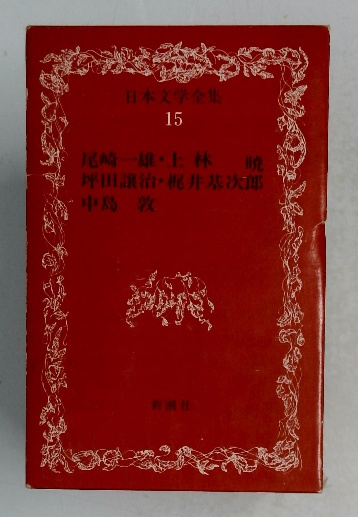 日本文学全集
15
尾崎一雄・上林 暁
坪田譲治・梶井基次郎
中島 敦
新潮社